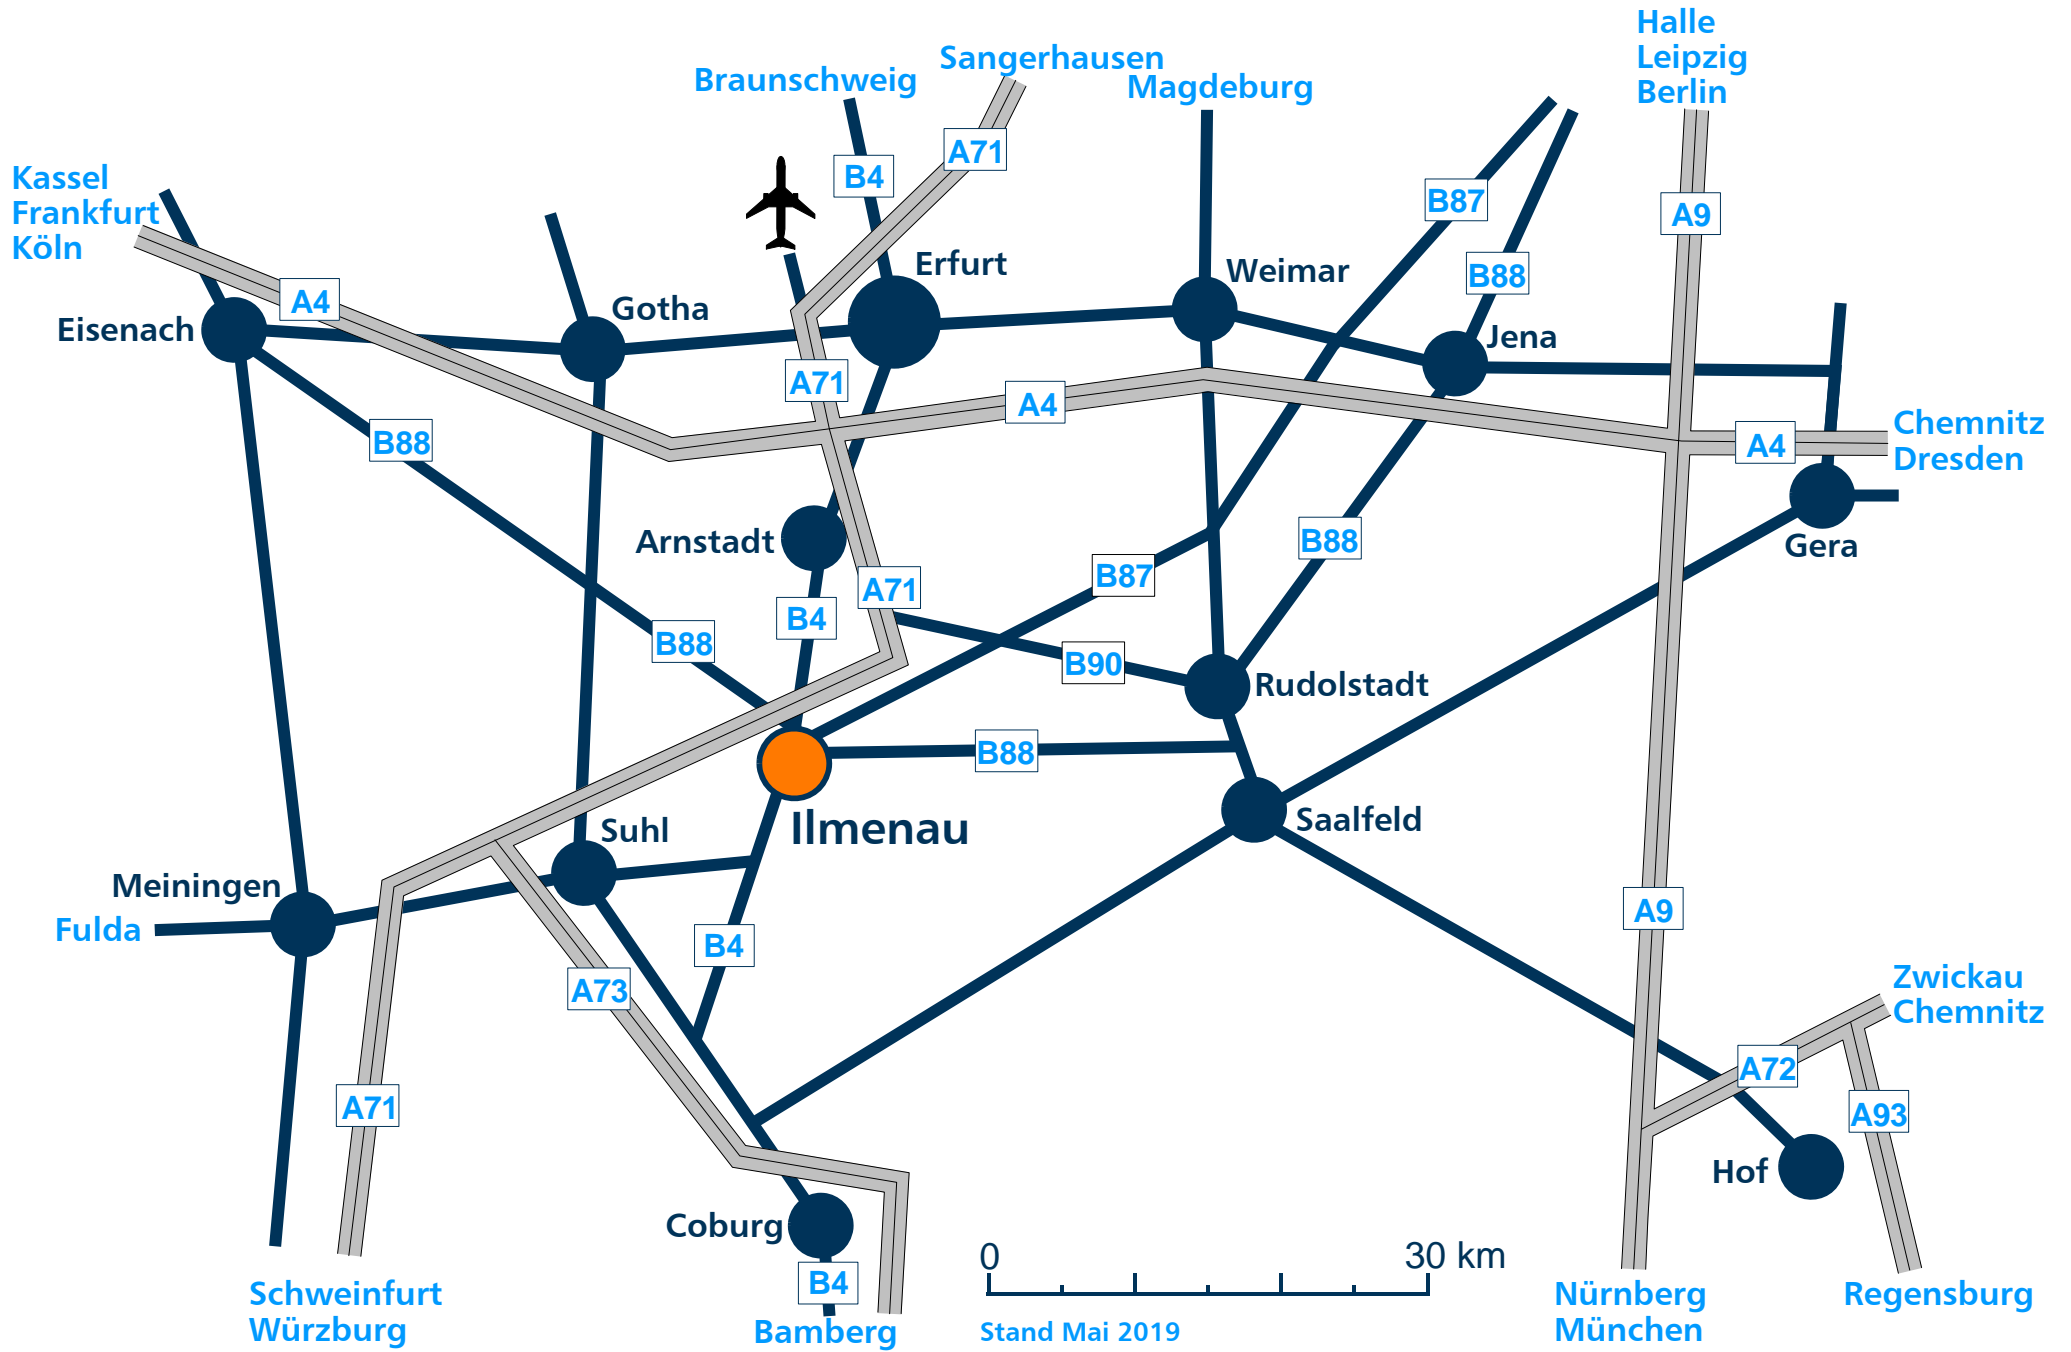 Halle
Leipzig
Berlin
Sangerhausen
Braunschweig
Magdeburg
A71
B4
Kassel
Frankfurt
Köln
B87
A9
Erfurt
Weimar
B88
A4
Gotha
Eisenach
Jena
A71
A4
Chemnitz
Dresden
B88
A4
Arnstadt
B88
Gera
B87
A71
B4
B88
B90
Rudolstadt
B88
Ilmenau
Suhl
Saalfeld
Meiningen
Fulda
A9
B4
A73
Zwickau
Chemnitz
A72
A71
A93
Hof
Coburg
0
30 km
B4
Schweinfurt
Würzburg
Bamberg
Stand Mai 2019
Nürnberg
München
Regensburg